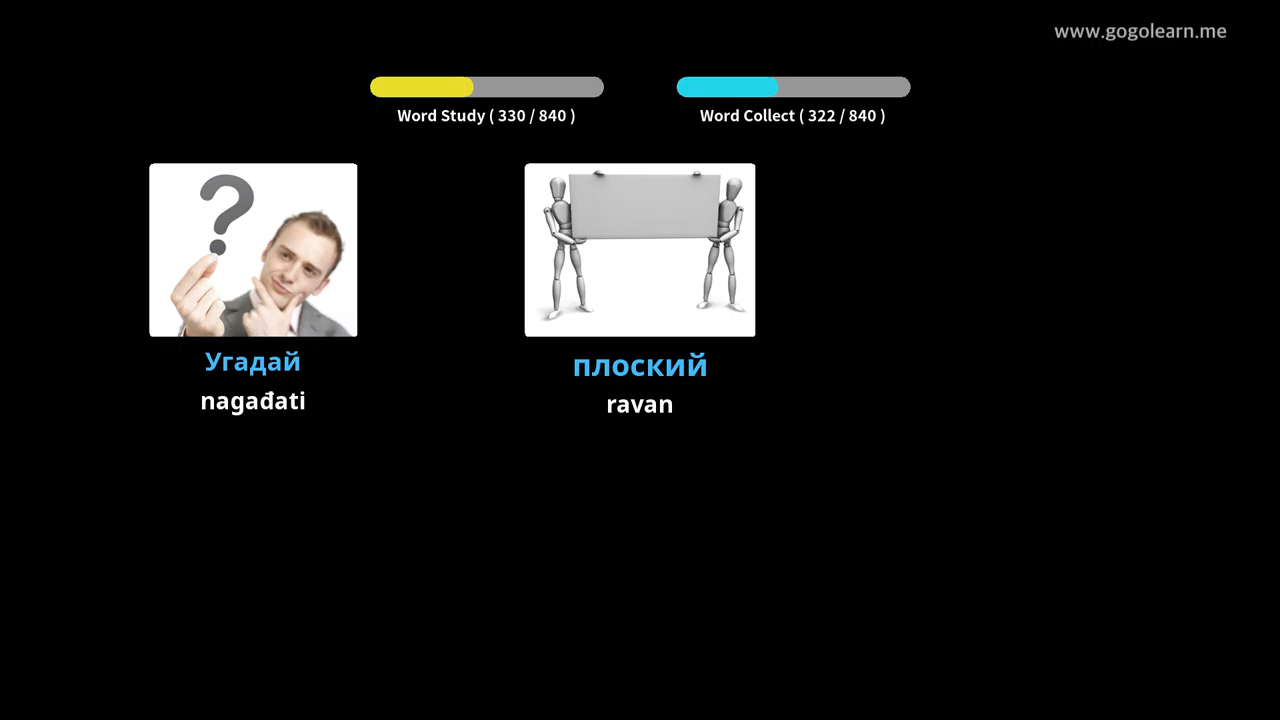 www.gogolearn.me
Word Study ( 330 / 840 )
Word Collect ( 322 / 840 )
?
Угадай
nagađati
плоский
ravan